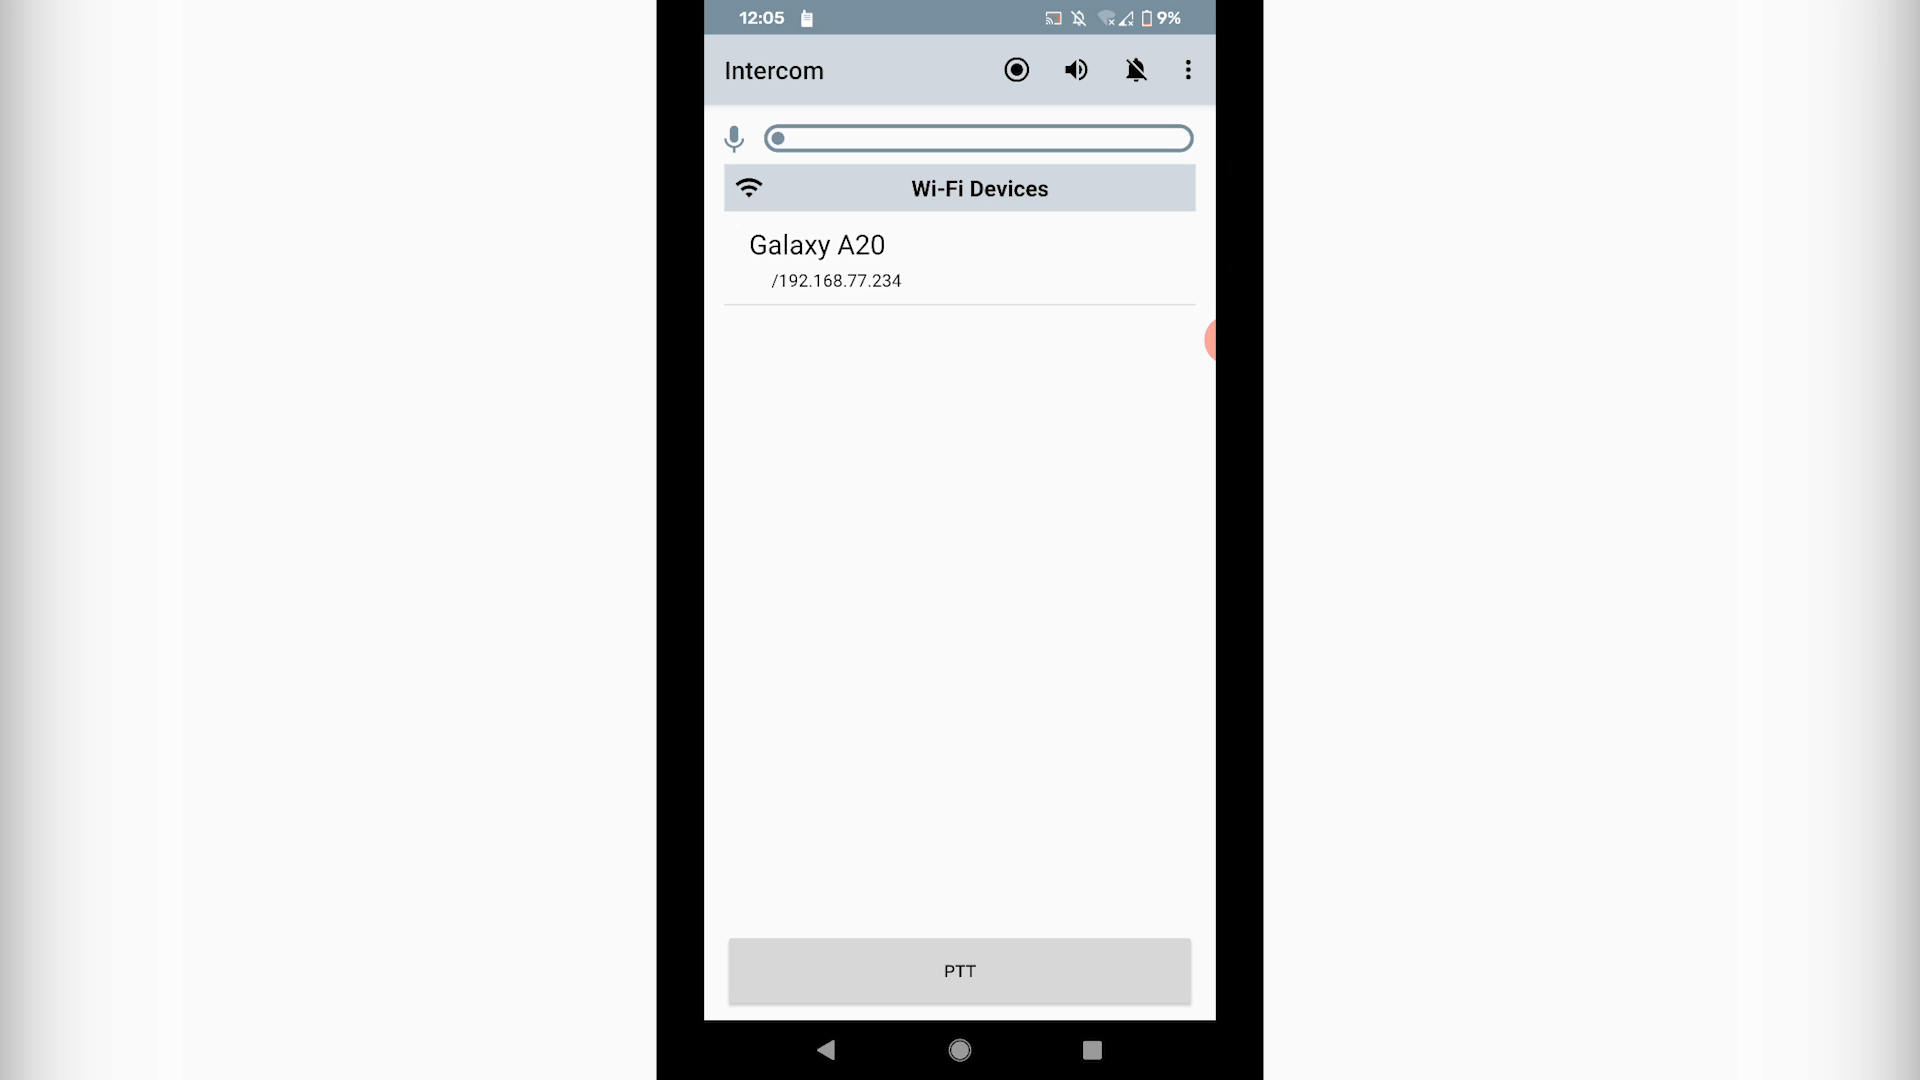 12:05 9%
Intercom
Wi-Fi Devices
Galaxy A20
/192.168.77.234
PTT